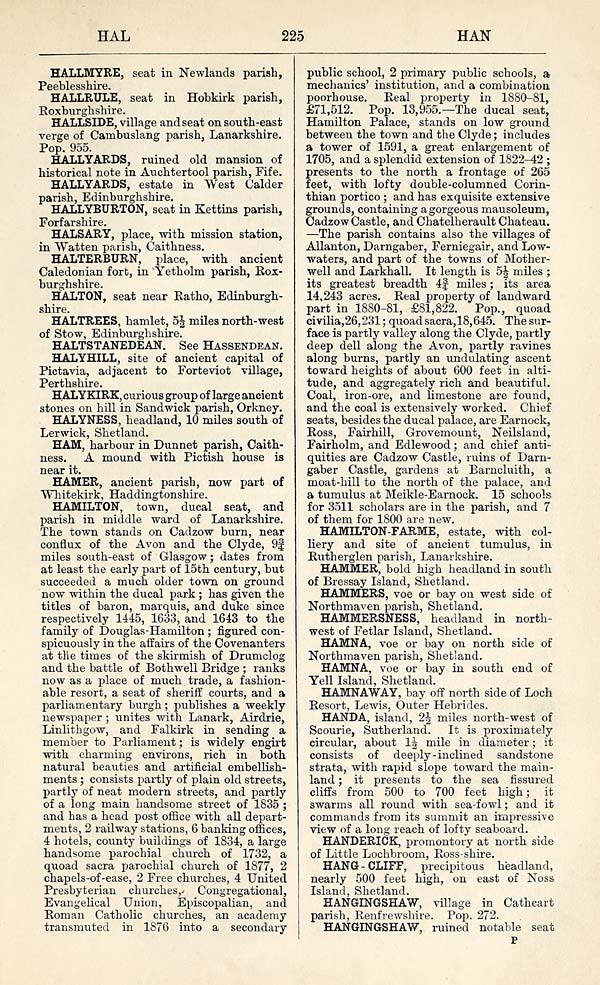 HAL 225 HAN
HALLMYRE, seat in Newlands parish,
Peeblesshire.
HALLRULE, seat in Hobkirk parish,
Roxburghshire.
HALLSIDE, village and seat on south-east
verge of Cambuslang parish, Lanarkshire.
Pop. 955.
HALLYARDS, ruined old mansion of
historical note in Auchtertool parish, Fife.
HALLYARDS, estate in West Calder
parish, Edinburghshire.
HALLYBURTON, seat in Kettins parish,
Forfarshire.
HALSARY, place, with mission station,
in Watten parish, Caithness.
HALTERBURN, place, with ancient
Caledonian fort, in Yetholm parish, Rox-
burghshire.
HALTON, seat near Ratho, Edinburgh-
shire.
HALTREES, hamlet, 5½ miles north-west
of Stow, Edinburghshire.
HALTSTANEDEAN. See HASSENDEAN.
HALYHILL, site of ancient capital of
Pictavia, adjacent to Forteviot village,
Perthshire.
HALYKIRK, curious group of large ancient
stones on hill in Sandwick parish, Orkney.
HALYNESS, headland, 10 miles south of
Lerwick, Shetland.
HAM, harbour in Dunnet parish, Caith-
ness. A mound with Pictish house is
near it.
HAMER, ancient parish, now part of
Whitekirk, Haddingtonshire.
HAMILTON, town, ducal seat, and
parish in middle ward of Lanarkshire.
The town stands on Cadzow burn, near
conflux of the Avon and the Clyde, 9¾
miles south-east of Glasgow; dates from
at least the early part of 15th century, but
succeeded a much older town on ground
now within the ducal park; has given the
titles of baron, marquis, and duke since
respectively 1445, 1633, and 1643 to the
family of Douglas-Hamilton; figured con-
spicuously in the affairs of the Covenanters
at the times of the skirmish of Drumclog
and the battle of Bothwell Bridge; ranks
now as a place of much trade, a fashion-
able resort, a seat of sheriff courts, and a
parliamentary burgh; publishes a weekly
newspaper; unites with Lanark, Airdrie,
Linlithgow, and Falkirk in sending a
member to Parliament; is widely engirt
with charming environs, rich in both
natural beauties and artificial embellish-
ments; consists partly of plain old streets,
partly of neat modern streets, and partly
of a long main handsome street of 1835;
and has a head post office with all depart-
ments, 2 railway stations, 6 banking offices,
4 hotels, county buildings of 1834, a large
handsome parochial church of 1732, a
quoad sacra parochial church of 1877, 2
chapels-of-ease, 2 Free churches, 4 United
Presbyterian churches, Congregational,
Evangelical Union, Episcopalian, and
Roman Catholic churches, an academy
transmuted in 1876 into a secondary
public school, 2 primary public schools, a
mechanics' institution, and a combination
poorhouse. Real property in 1880-81,
£71,512. Pop. 13,955.—The ducal seat,
Hamilton Palace, stands on low ground
between the town and the Clyde; includes
a tower of 1591, a great enlargement of
1705, and a splendid extension of 1822-42;
presents to the north a frontage of 265
feet, with lofty double-columned Corin-
thian portico; and has exquisite extensive
grounds, containing a gorgeous mausoleum,
Cadzow Castle, and Chatelherault Chateau.
—The parish contains also the villages of
Allanton, Darngaber, Ferniegair, and Low-
waters, and part of the towns of Mother-
well and Larkhall. It length is 5½ miles;
its greatest breadth 4¾ miles; its area
14,243 acres. Real property of landward
part in 1880-81, £81,822. Pop., quoad
civilia, 26,231; quoad sacra, 18,645. The sur-
face is partly valley along the Clyde, partly
deep dell along the Avon, partly ravines
along burns, partly an undulating ascent
toward heights of about 600 feet in alti-
tude, and aggregately rich and beautiful.
Coal, iron-ore, and limestone are found,
and the coal is extensively worked. Chief
seats, besides the ducal palace, are Earnock,
Ross, Fairhill, Grovemount, Neilsland,
Fairholm, and Edlewood; and chief anti-
quities are Cadzow Castle, ruins of Darn-
gaber Castle, gardens at Barncluith, a
moat-hill to the north of the palace, and
a tumulus at Meikle-Earnock. 15 schools
for 3511 scholars are in the parish, and 7
of them for 1800 are new.
HAMILTON-FARME, estate, with col-
liery and site of ancient tumulus, in
Rutherglen parish, Lanarkshire.
HAMMER, bold high headland in south
of Bressay Island, Shetland.
HAMMERS, voe or bay on west side of
Northmaven parish, Shetland.
HAMMERSNESS, headland in north-
west of Fetlar Island, Shetland.
HAMNA, voe or bay on north side of
Northmaven parish, Shetland.
HAMNA, voe or bay in south end of
Yell Island, Shetland.
HAMNAWAY, bay off north side of Loch
Resort, Lewis, Outer Hebrides.
HANDA, island, 2½ miles north-west of
Scourie, Sutherland. It is proximately
circular, about 1½ mile in diameter; it
consists of deeply-inclined sandstone
strata, with rapid slope toward the main-
land; it presents to the sea fissured
cliffs from 500 to 700 feet high; it
swarms all round with sea-fowl; and it
commands from its summit an impressive
view of a long reach of lofty seaboard.
HANDERICK, promontory at north side
of Little Lochbroom, Ross-shire.
HANG-CLIFF, precipitous headland,
nearly 500 feet high, on east of Noss
Island, Shetland.
HANGINGSHAW, village in Cathcart
parish, Renfrewshire. Pop. 272.
HANGINGSHAW, ruined notable seat
P